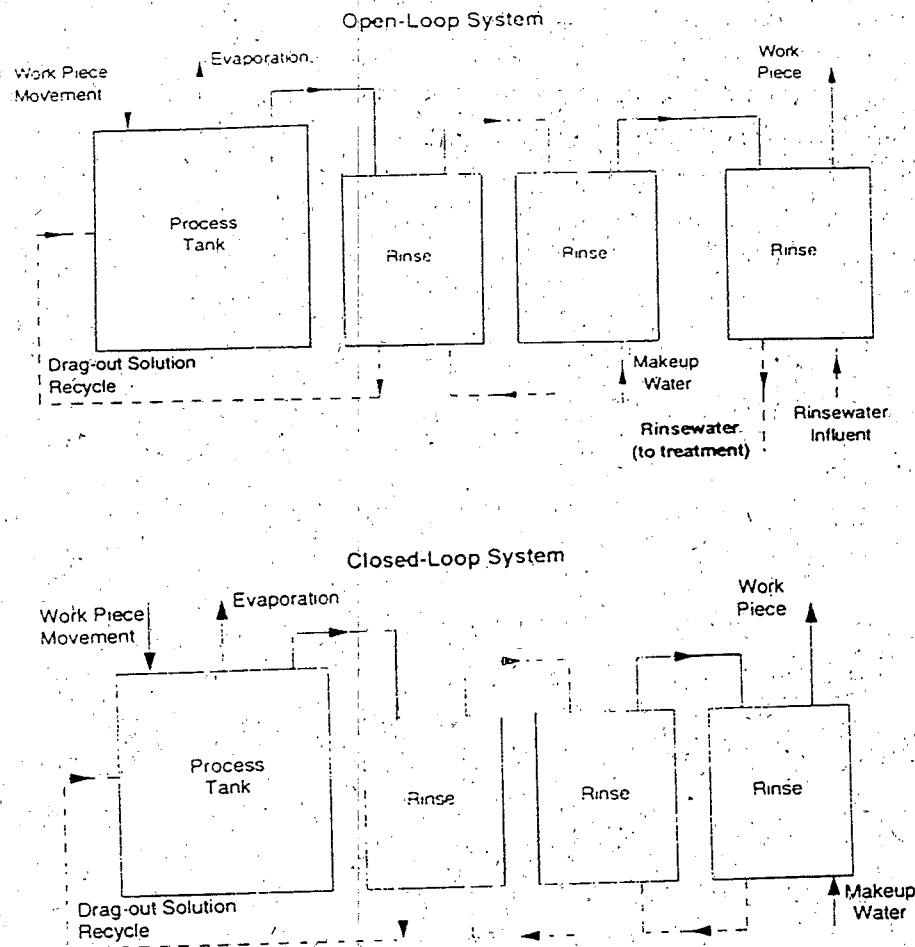 Open-Loop System
Evaporation
Work Piece
Movement
Work
Piece
Process
Tank
Rinse
Rinse
Rinse
Drag-out Solution
Recycle
Makeup
Water
Rinsewater
(to treatment)
Rinsewater
Influent
Closed-Loop System
Work Piece
Movement
Evaporation
Work
Piece
Process
Tank
Rinse
Rinse
Rinse
Drag-out Solution
Recycle
Makeup
Water